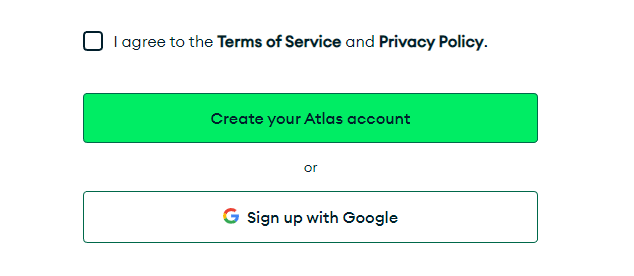 I agree to the Terms of Service and Privacy Policy.
Create your Atlas account
or
Sign up with Google